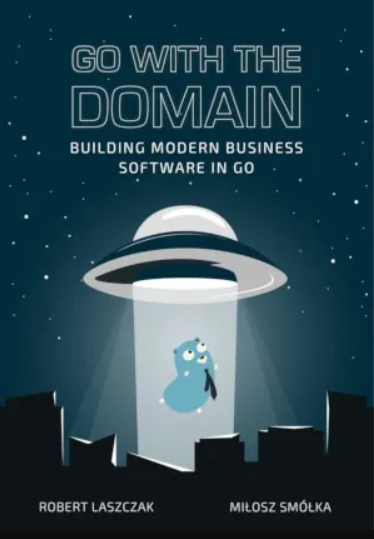 GO WITH THE
DOMAIN
BUILDING MODERN BUSINESS
SOFTWARE IN GO
ROBERT LASZCZAK
MIŁOSZ SMÓŁKA